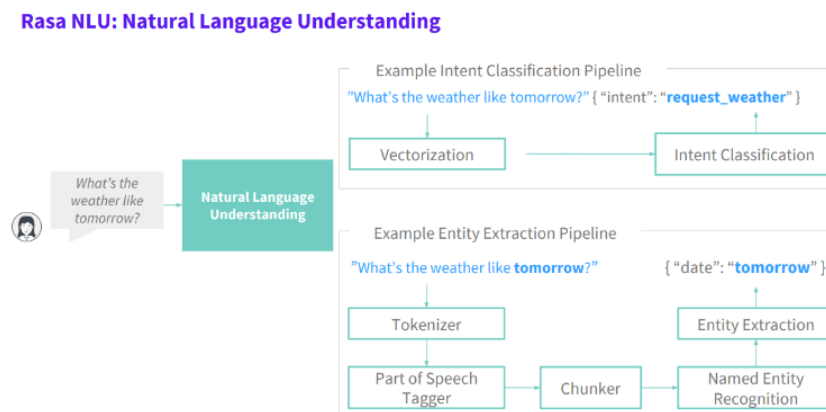 Rasa NLU: Natural Language Understanding
Example Intent Classification Pipeline
”What's the weather like tomorrow?” { “intent”: “request_weather” }
Vectorization
Intent Classification
What's the
weather like
tomorrow?
Natural Language
Understanding
Example Entity Extraction Pipeline
”What's the weather like tomorrow?”
{ “date”: “tomorrow” }
Tokenizer
Entity Extraction
Part of Speech
Tagger
Chunker
Named Entity
Recognition